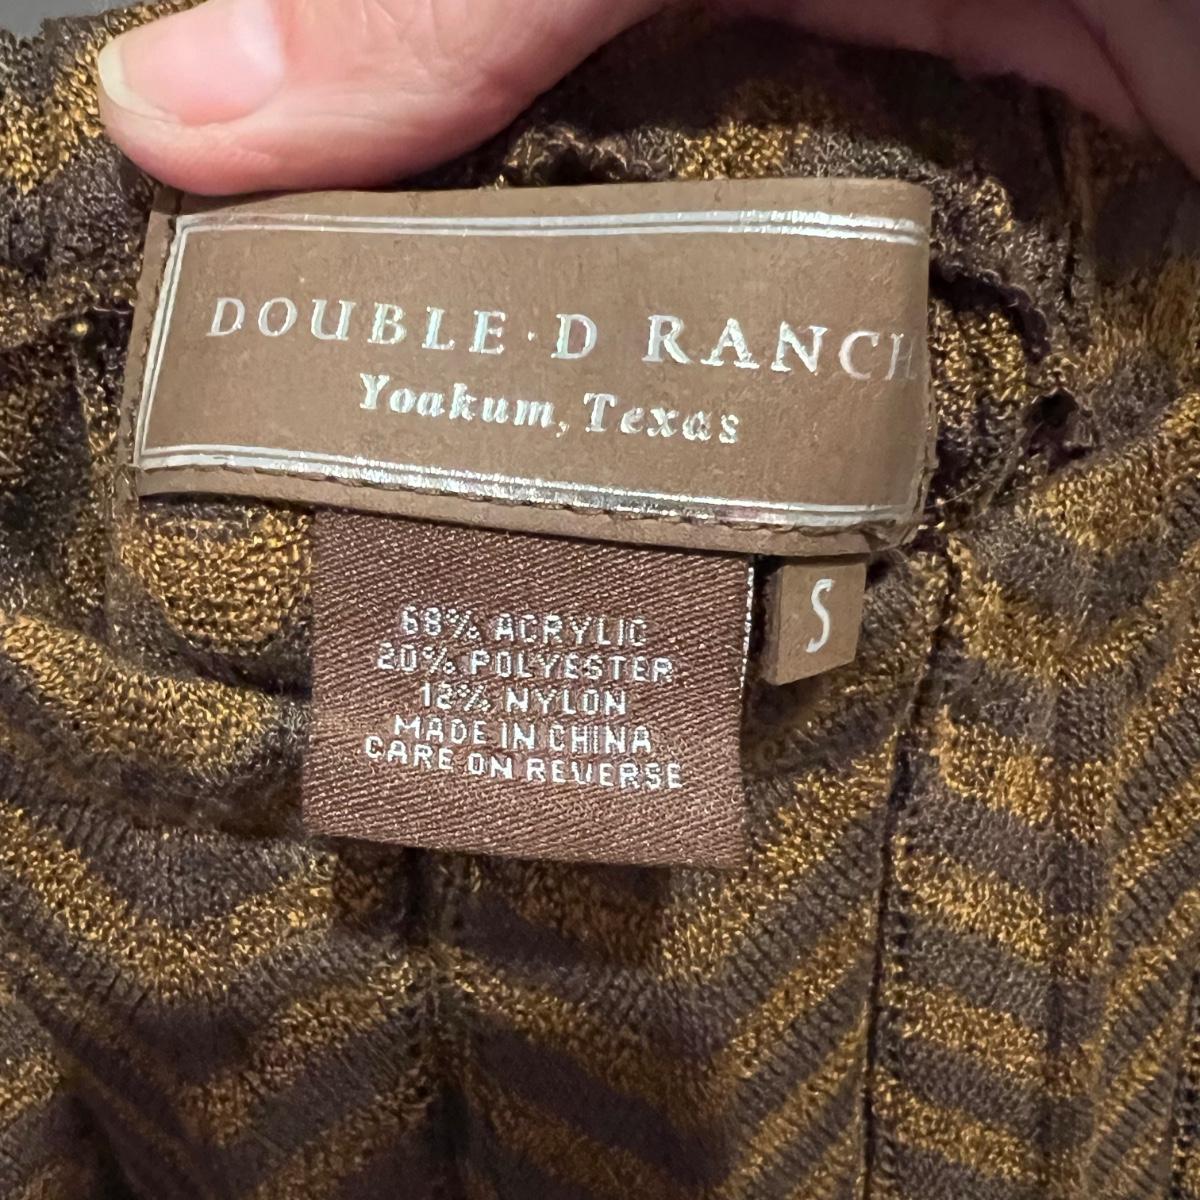 DOUBLE·D RANCH
Yoakum, Texas
S
68% ACRYLIC
20% POLYESTER
12% NYLON
MADE IN CHINA
CARE ON REVERSE